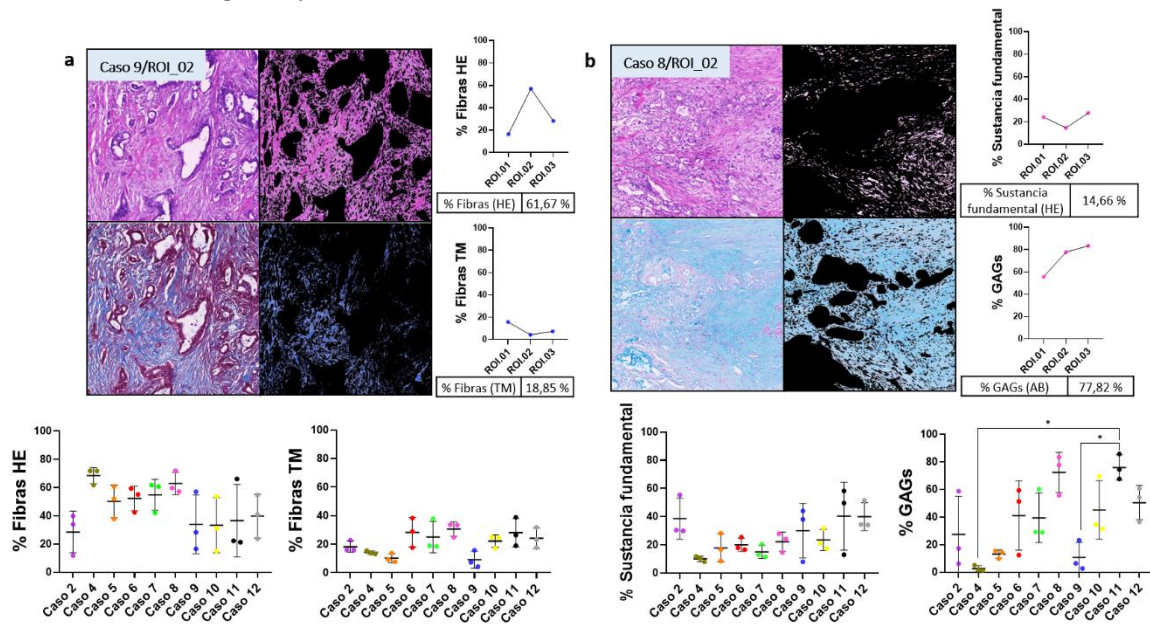 a
Caso 9/ROI_02
% Fibras HE
100
80
60
40
20
ROI.01
ROI.02
ROI.03
% Fibras (HE) 61,67 %
% Fibras TM
100
80
60
40
20
0
ROI.01
ROI.02
ROI.03
% Fibras (TM) 18,85 %
b
Caso 8/ROI_02
% Sustancia fundamental
100
80
60
40
20
0
ROI.01
ROI.02
ROI.03
% Sustancia
fundamental (HE)
14,66 %
% GAGs
100
80
60
40
20
0
ROI.01
ROI.02
ROI.03
% GAGs (AB) 77,82 %
% Fibras HE
100
80
60
40
20
0
Caso 2
Caso 4
Caso 5
Caso 6
Caso 7
Caso 8
Caso 9
Caso 10
Caso 11
Caso 12
% Fibras TM
100
80
60
40
20
0
Caso 2
Caso 4
Caso 5
Caso 6
Caso 7
Caso 8
Caso 9
Caso 10
Caso 11
Caso 12
% Sustancia fundamental
100
80
60
40
20
0
Caso 2
Caso 4
Caso 5
Caso 6
Caso 7
Caso 8
Caso 9
Caso 10
Caso 11
Caso 12
%GAGs
100
80
60
40
20
0
*
*
Caso 2
Caso 4
Caso 5
Caso 6
Caso 7
Caso 8
Caso 9
Caso 10
Caso 11
Caso 12